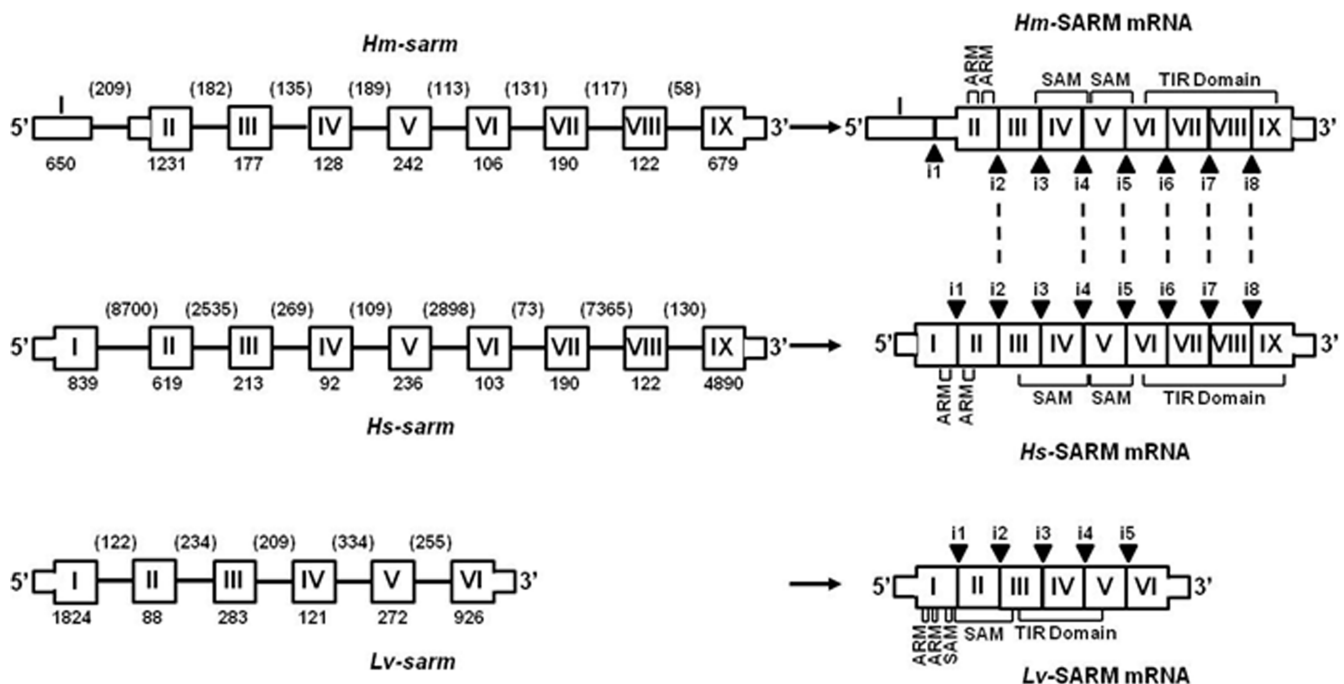 Hm-sarm
(209) (182) (135) (189) (113) (131) (117) (58)
5' I II III IV V VI VII VIII IX 3'
650 1231 177 128 242 106 190 122 679
Hm-SARM mRNA
ARM ARM SAM SAM TIR Domain
5' I II III IV V VI VII VIII IX 3'
i1 i2 i3 i4 i5 i6 i7 i8
(8700) (2535) (269) (109) (2898) (73) (7365) (130)
5' I II III IV V VI VII VIII IX 3'
839 619 213 92 236 103 190 122 4890
Hs-sarm
i1 i2 i3 i4 i5 i6 i7 i8
5' I II III IV V VI VII VIII IX 3'
ARM ARM SAM SAM TIR Domain
Hs-SARM mRNA
(122) (234) (209) (334) (255)
5' I II III IV V VI 3'
1824 88 283 121 272 926
Lv-sarm
i1 i2 i3 i4 i5
5' I II III IV V VI 3'
ARM ARM SAM SAM TIR Domain
Lv-SARM mRNA